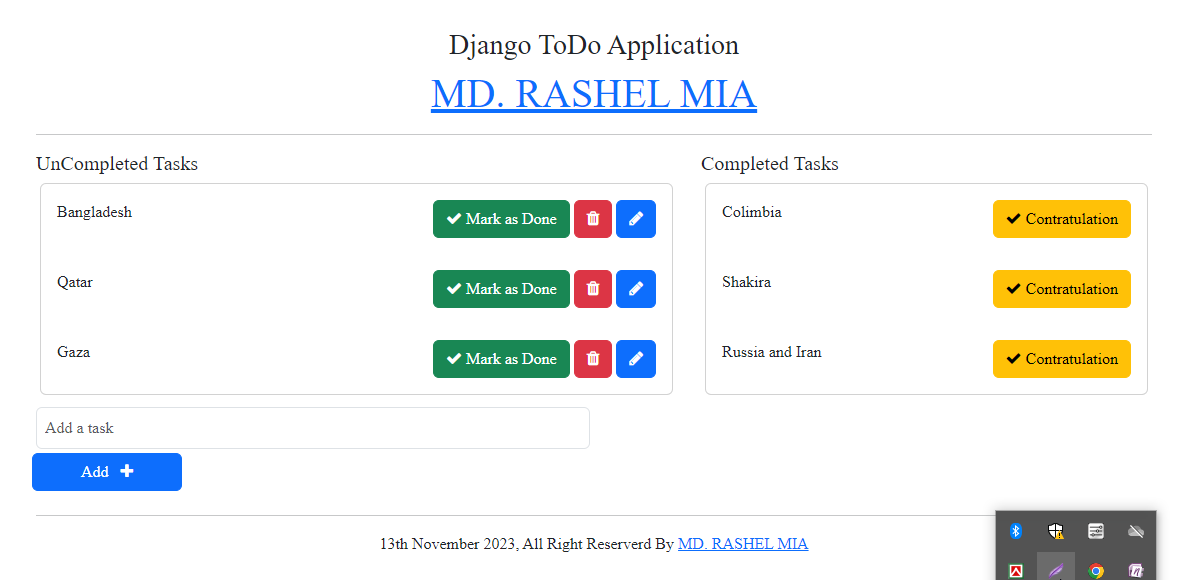 Django ToDo Application
MD. RASHEL MIA
UnCompleted Tasks
Bangladesh
Mark as Done
Qatar
Mark as Done
Gaza
Mark as Done
Completed Tasks
Colimbia
Contratulation
Shakira
Contratulation
Russia and Iran
Contratulation
Add a task
Add
13th November 2023, All Right Reserverd By MD. RASHEL MIA